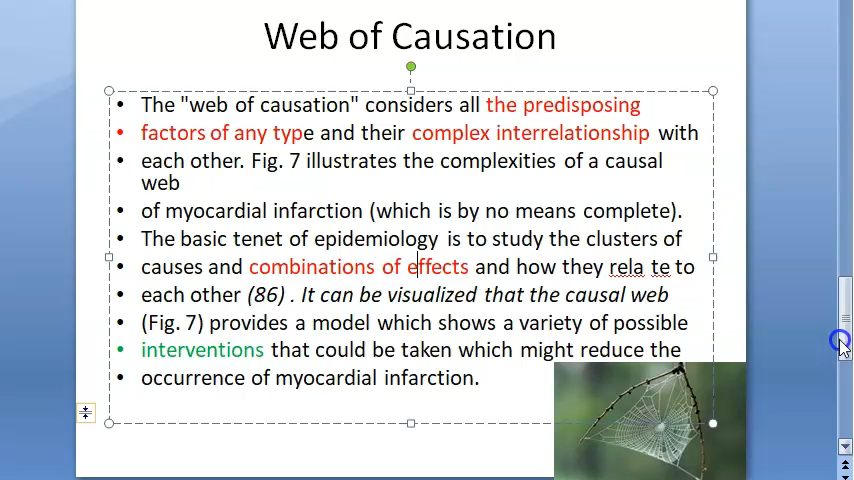 Web of Causation
• The "web of causation" considers all the predisposing
• factors of any type and their complex interrelationship with
• each other. Fig. 7 illustrates the complexities of a causal
web
• of myocardial infarction (which is by no means complete).
• The basic tenet of epidemiology is to study the clusters of
• causes and combinations of effects and how they rela te to
• each other (86) . It can be visualized that the causal web
• (Fig. 7) provides a model which shows a variety of possible
• interventions that could be taken which might reduce the
• occurrence of myocardial infarction.